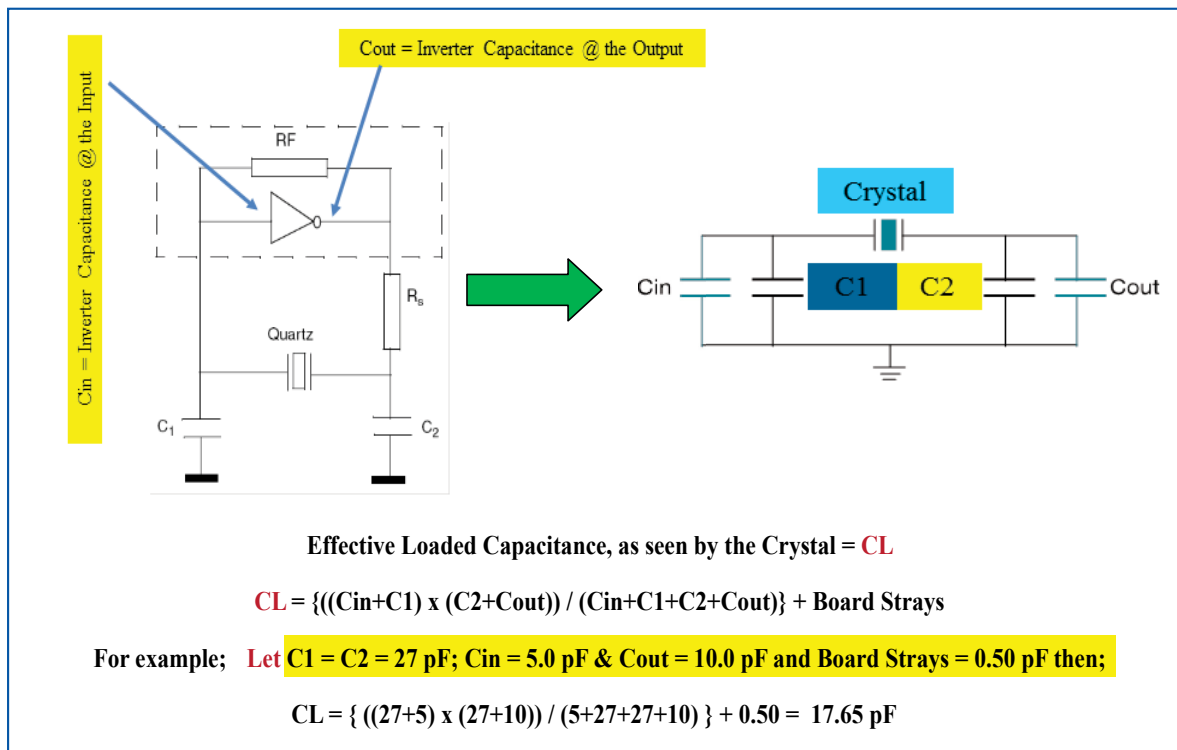 Cout = Inverter Capacitance @ the Output
Cin = Inverter Capacitance @ the Input
RF
Rs
Quartz
C1
C2
Crystal
Cin
C1
C2
Cout
Effective Loaded Capacitance, as seen by the Crystal = CL
CL = {((Cin+C1) x (C2+Cout)) / (Cin+C1+C2+Cout)} + Board Strays
For example; Let C1 = C2 = 27 pF; Cin = 5.0 pF & Cout = 10.0 pF and Board Strays = 0.50 pF then;
CL = { ((27+5) x (27+10)) / (5+27+27+10) } + 0.50 = 17.65 pF